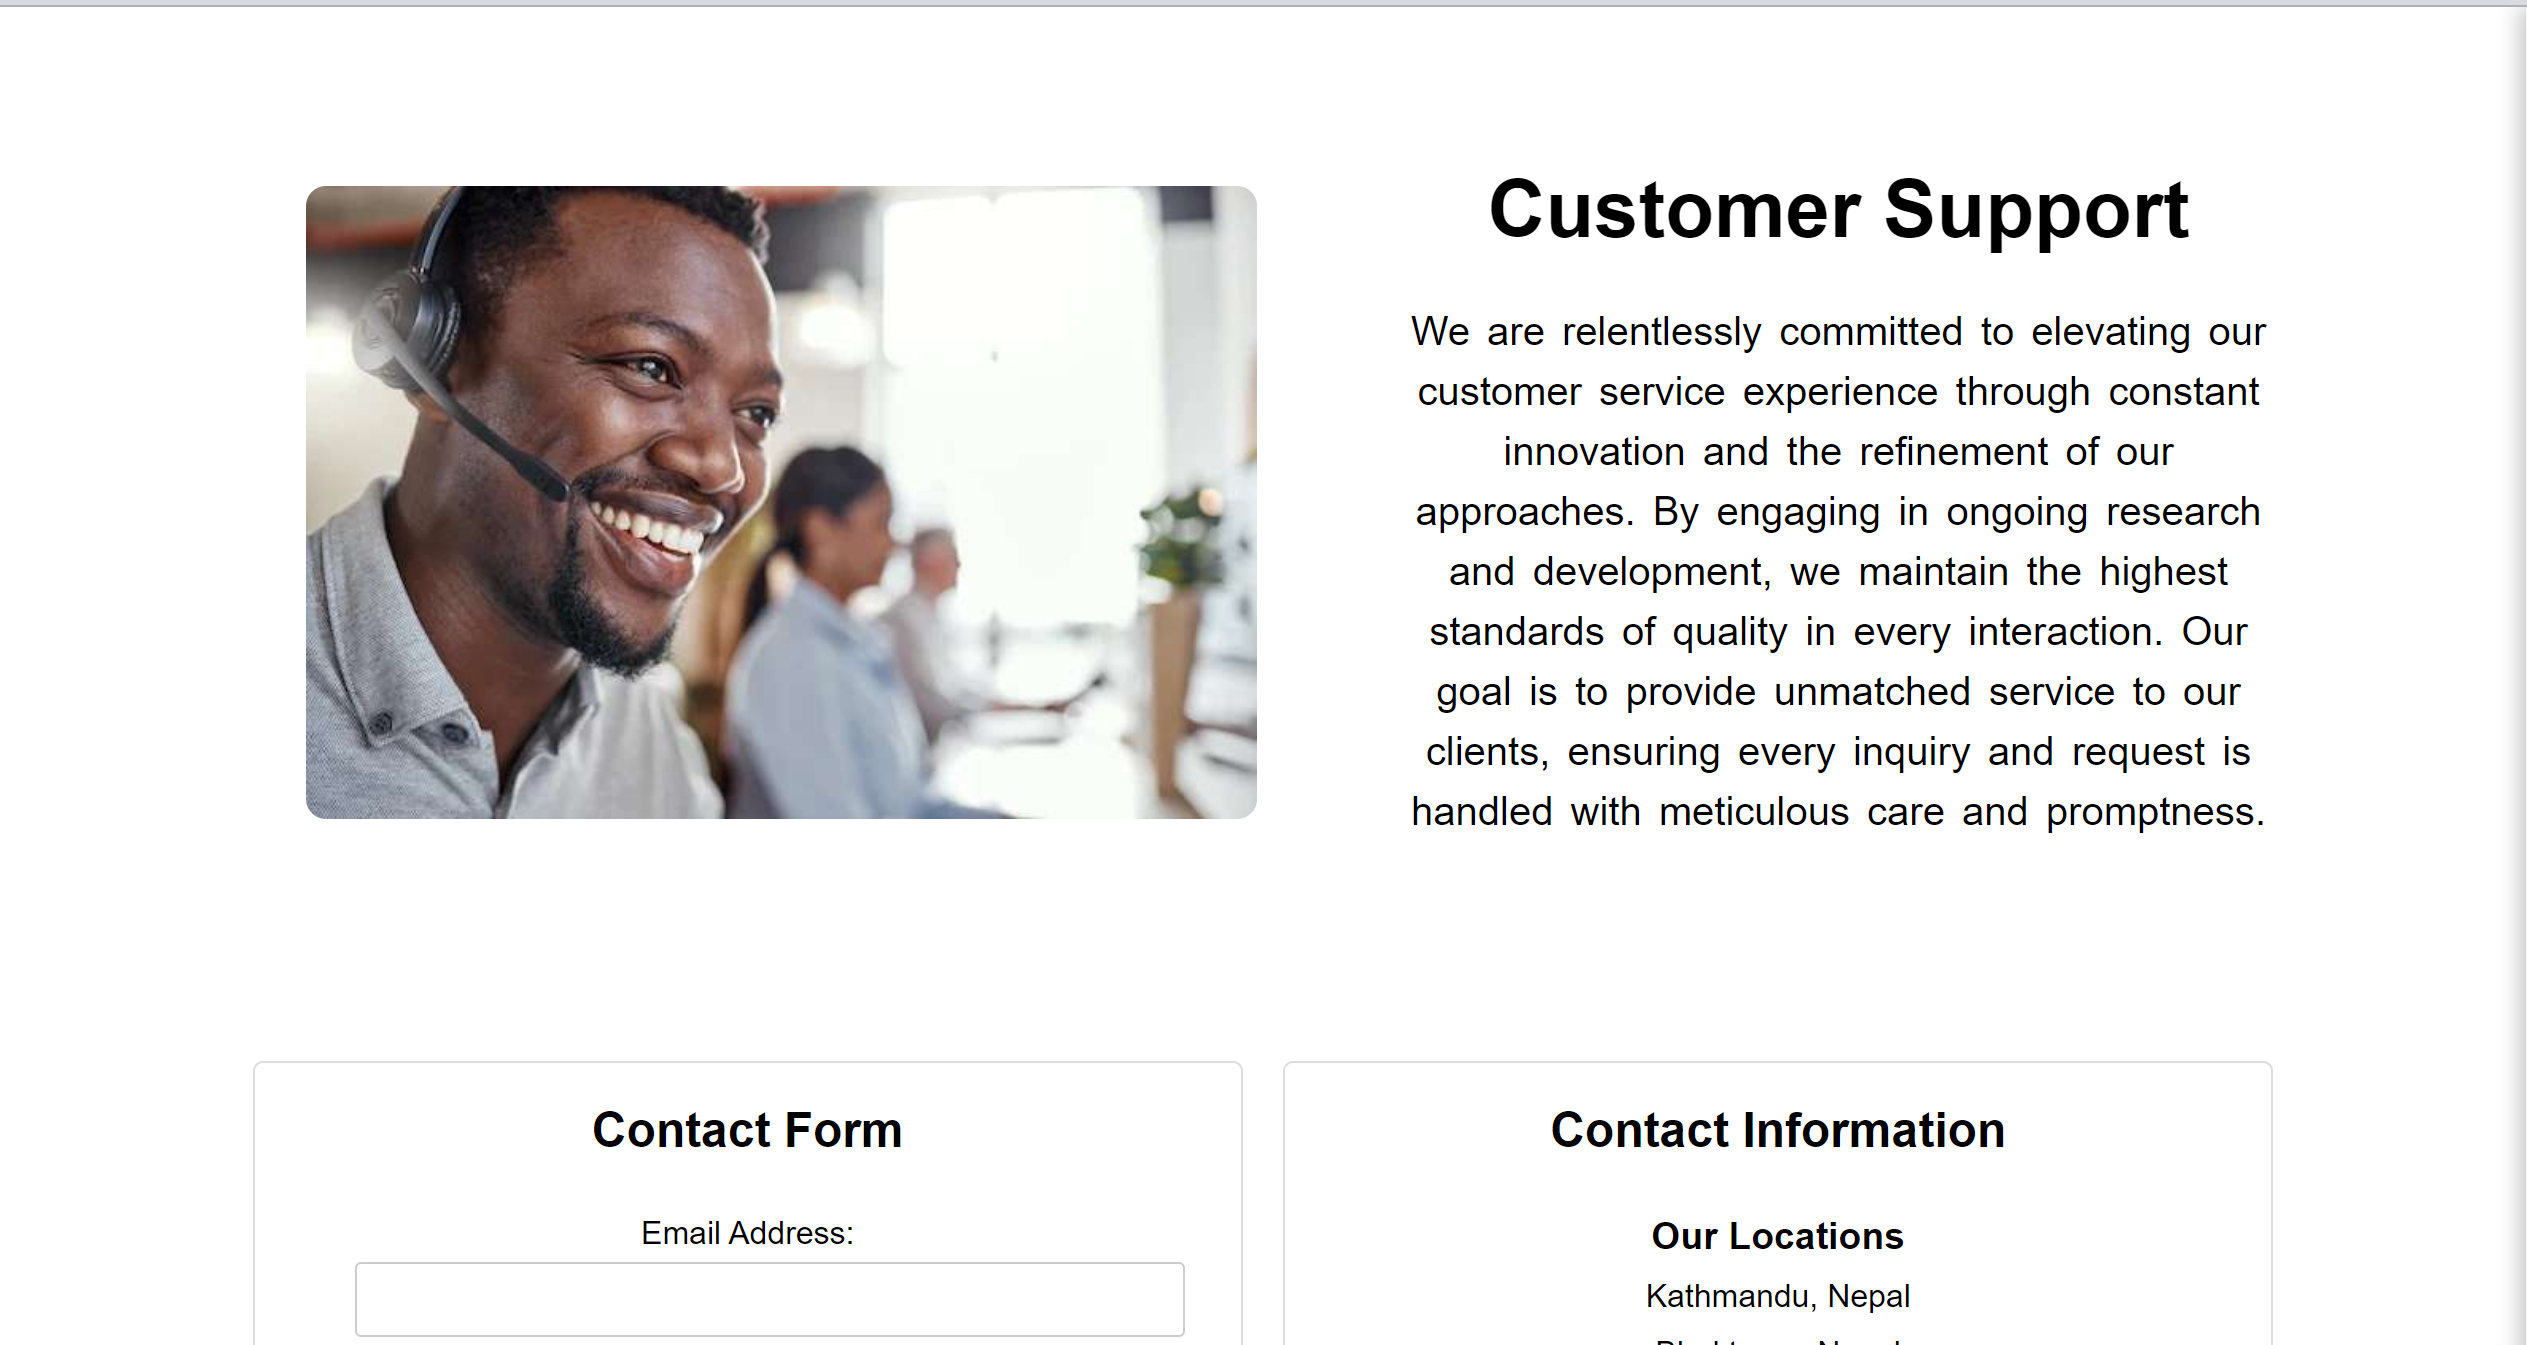 Customer Support
We are relentlessly committed to elevating our
customer service experience through constant
innovation and the refinement of our
approaches. By engaging in ongoing research
and development, we maintain the highest
standards of quality in every interaction. Our
goal is to provide unmatched service to our
clients, ensuring every inquiry and request is
handled with meticulous care and promptness.
Contact Form
Email Address:
Contact Information
Our Locations
Kathmandu, Nepal